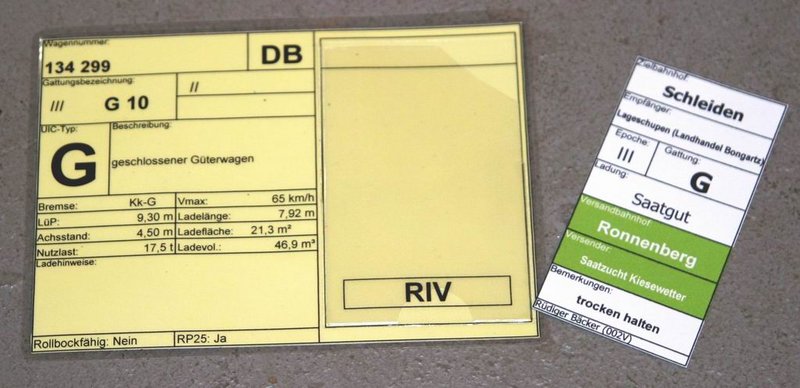 Wagennummer:
134 299
DB
Gattungsbezeichnung:
///
G 10
//
UIC-Typ:
G
Beschreibung:
geschlossener Güterwagen
Bremse: Kk-G
Vmax: 65 km/h
LüP: 9,30 m
Ladelänge: 7,92 m
Achsstand: 4,50 m
Ladefläche: 21,3 m²
Nutzlast: 17,5 t
Ladevol.: 46,9 m³
Ladehinweise:
RIV
Rollbockfähig: Nein
RP25: Ja
Zielbahnhof:
Schleiden
Empfänger:
Lageschupen (Landhandel Bongartz)
Epoche:
III
Gattung:
G
Ladung:
Saatgut
Versandbahnhof
Ronnenberg
Versender:
Saatzucht Kiesewetter
Bemerkungen:
trocken halten
Rüdiger Bäcker (002V)